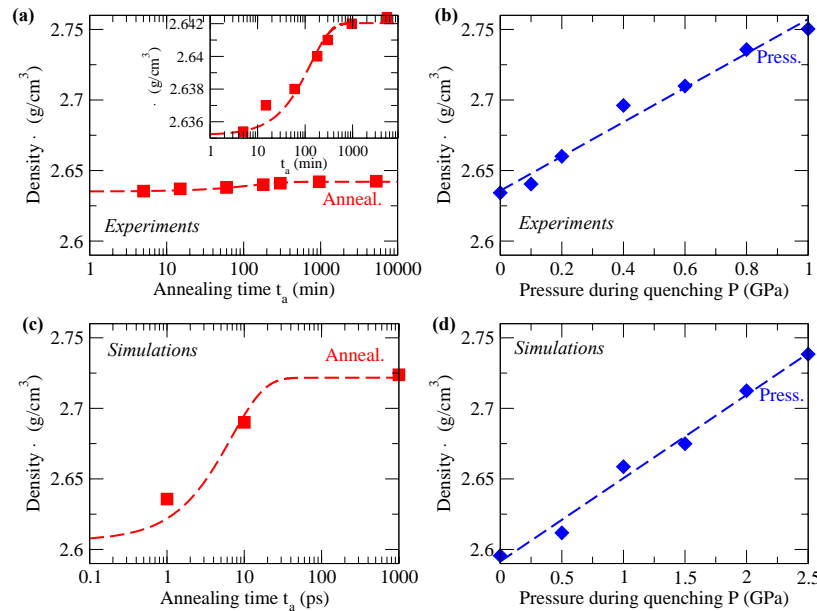 (a)
2.75
2.7
2.65
2.6
Density · (g/cm³)
2.642
2.64
2.638
2.636
· (g/cm³)
1 10 100 1000
t_a (min)
Anneal.
Experiments
1 10 100 1000 10000
Annealing time t_a (min)
(b)
2.75
2.7
2.65
2.6
Density · (g/cm³)
Press.
Experiments
0 0.2 0.4 0.6 0.8 1
Pressure during quenching P (GPa)
(c)
2.75
2.7
2.65
2.6
Density · (g/cm³)
Simulations
Anneal.
0.1 1 10 100 1000
Annealing time t_a (ps)
(d)
2.75
2.7
2.65
2.6
Density · (g/cm³)
Simulations
Press.
0 0.5 1 1.5 2 2.5
Pressure during quenching P (GPa)